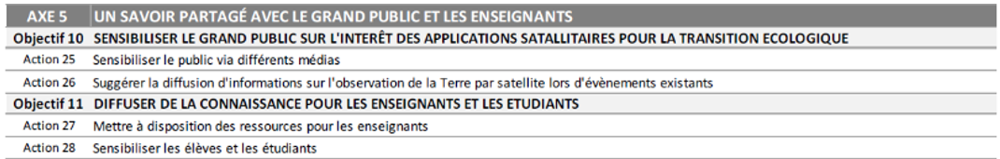 AXE 5 UN SAVOIR PARTAGÉ AVEC LE GRAND PUBLIC ET LES ENSEIGNANTS
Objectif 10 SENSIBILISER LE GRAND PUBLIC SUR L'INTERÊT DES APPLICATIONS SATALLITAIRES POUR LA TRANSITION ECOLOGIQUE
Action 25 Sensibiliser le public via différents médias
Action 26 Suggérer la diffusion d'informations sur l'observation de la Terre par satellite lors d'évènements existants
Objectif 11 DIFFUSER DE LA CONNAISSANCE POUR LES ENSEIGNANTS ET LES ETUDIANTS
Action 27 Mettre à disposition des ressources pour les enseignants
Action 28 Sensibiliser les élèves et les étudiants